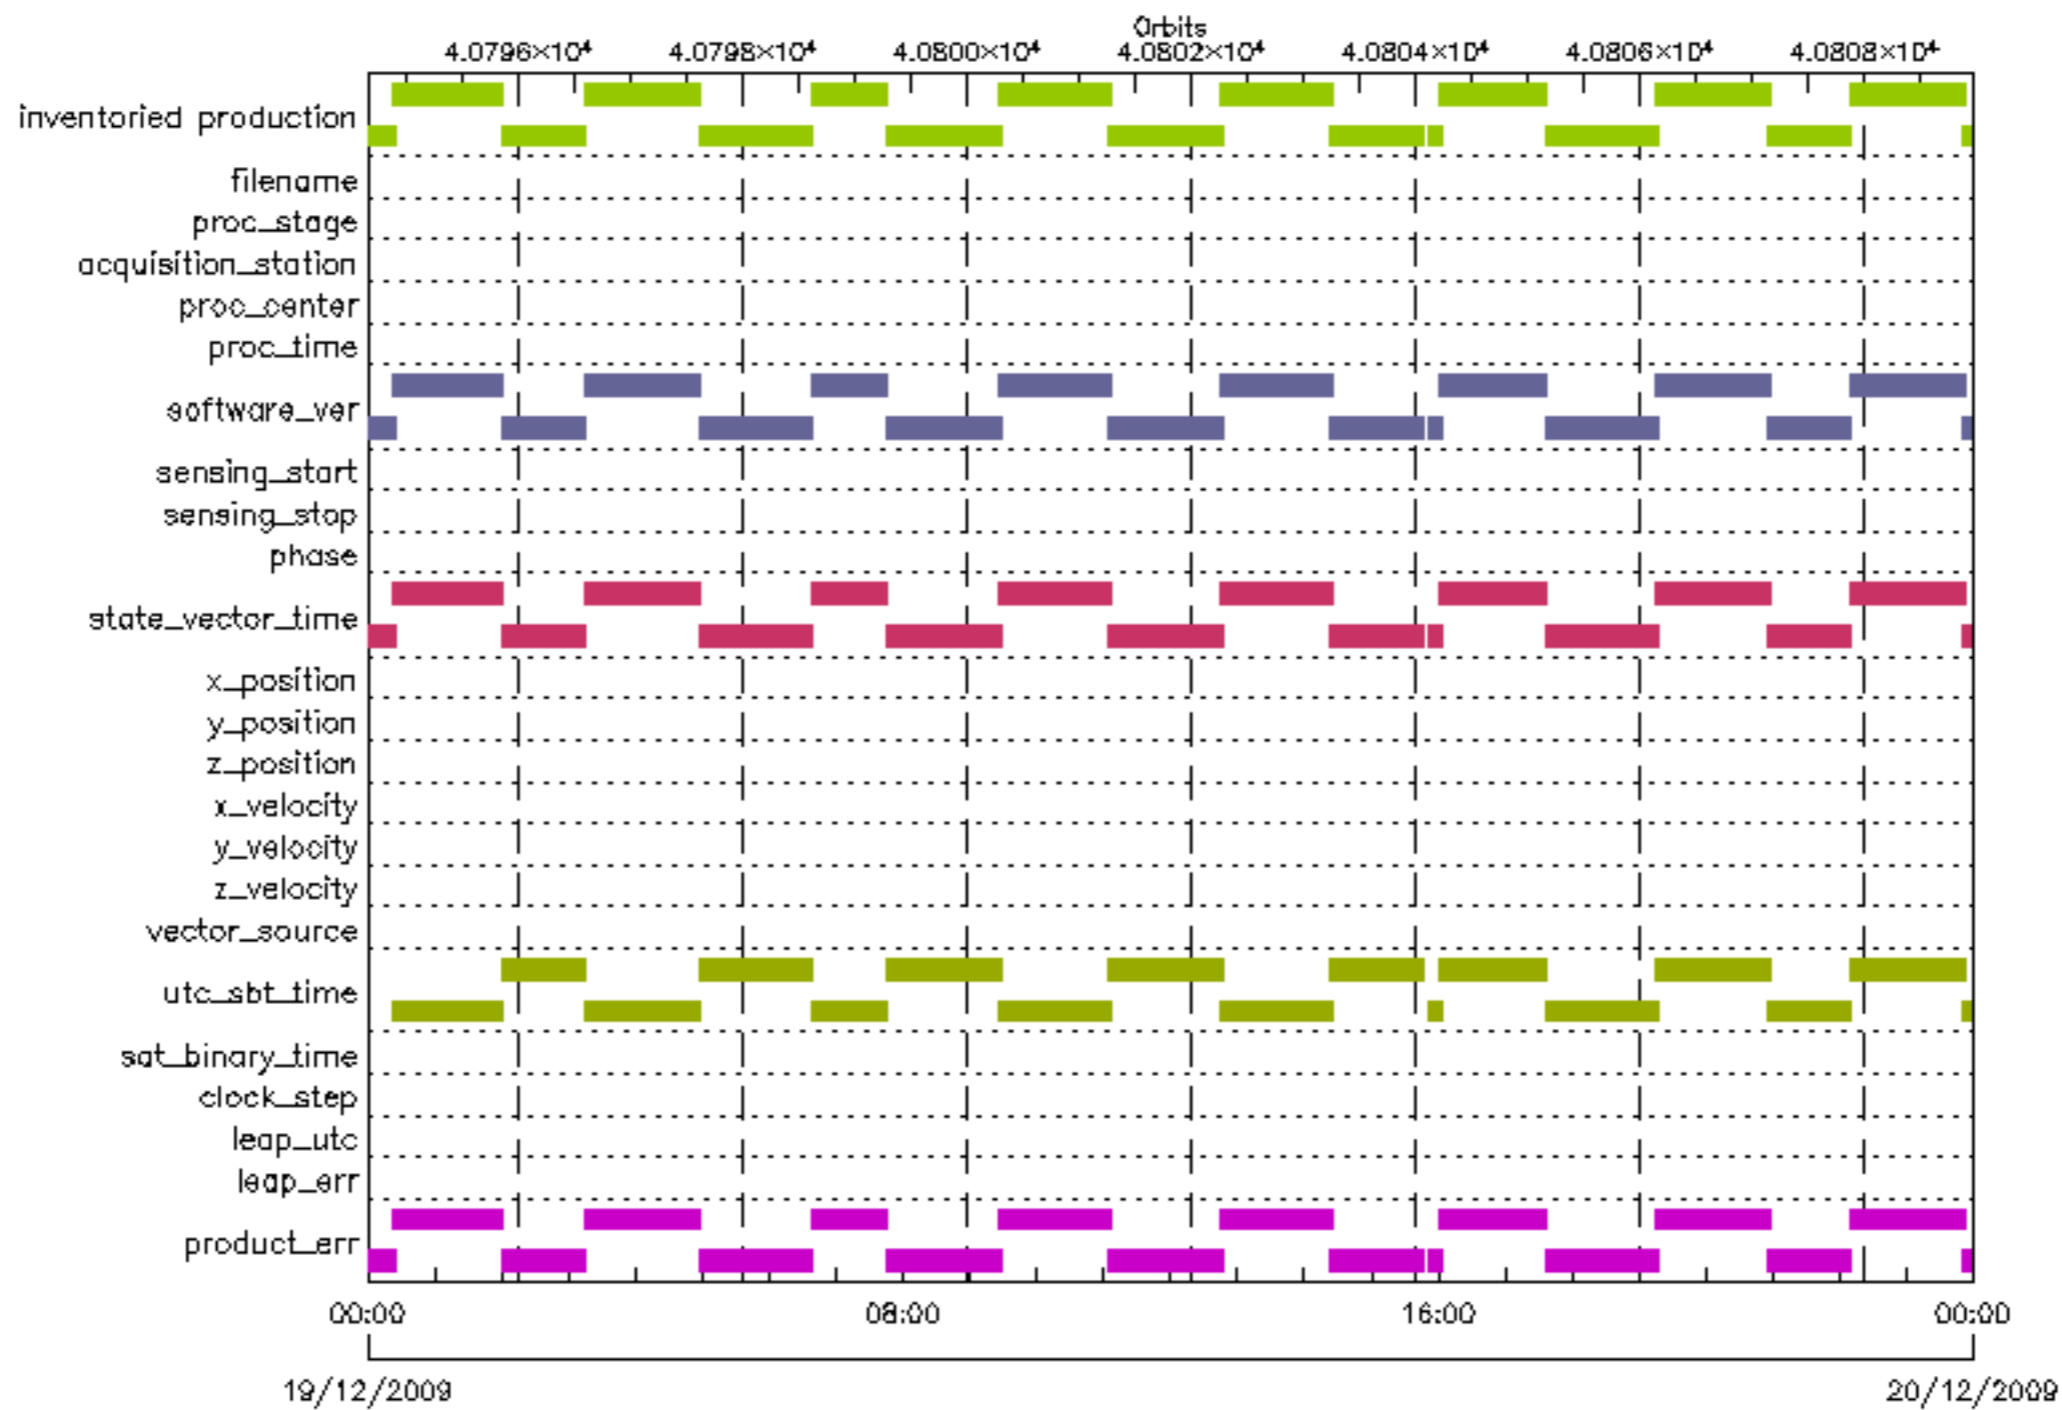 Orbits
4.0796×10⁴ 4.0798×10⁴ 4.0800×10⁴ 4.0802×10⁴ 4.0804×10⁴ 4.0806×10⁴ 4.0808×10⁴
inventoried production
filename
proc_stage
acquisition_station
proc_center
proc_time
software_ver
sensing_start
sensing_stop
phase
state_vector_time
x_position
y_position
z_position
x_velocity
y_velocity
z_velocity
vector_source
utc_sbt_time
sat_binary_time
clock_step
leap_utc
leap_err
product_err
00:00 08:00 16:00 00:00
19/12/2009 20/12/2009